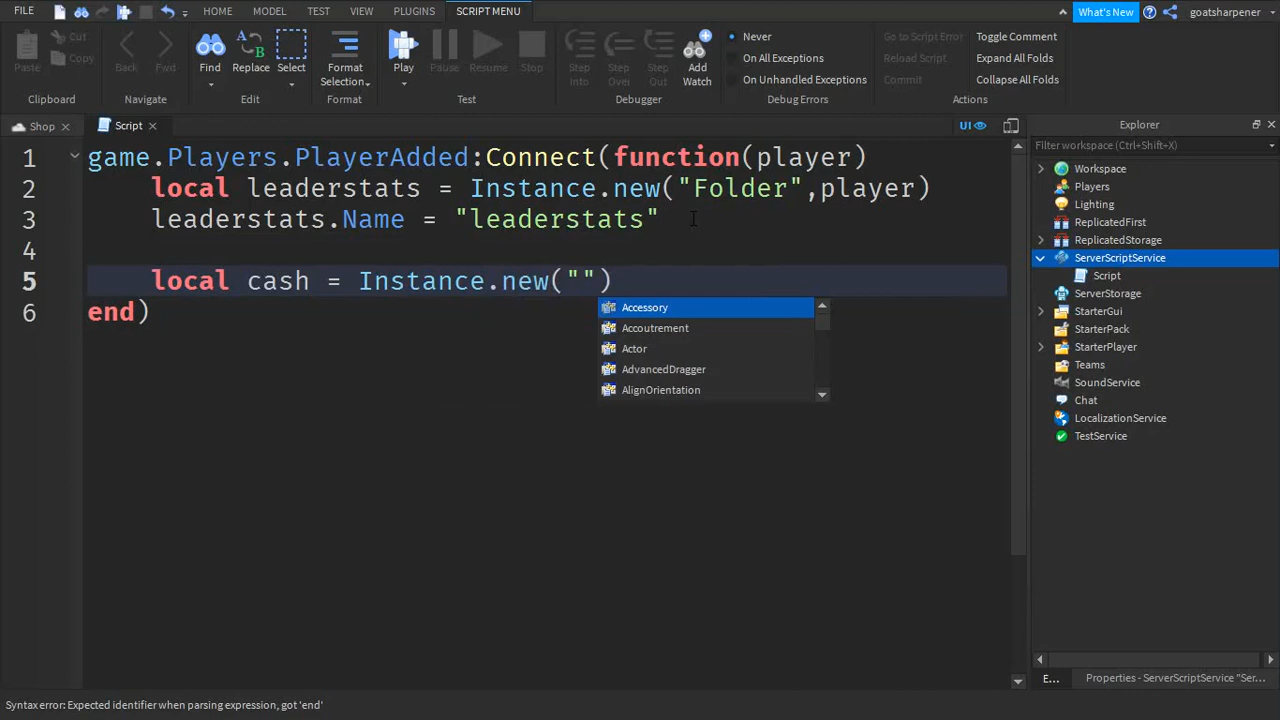 FILE HOME MODEL TEST VIEW PLUGINS SCRIPT MENU What's New goatsharpener
Paste Cut Copy Back Fwd Find Replace Select Format Selection Play Pause Resume Stop Step Into Step Over Step Out Add Watch Never On All Exceptions On Unhandled Exceptions Go to Script Error Reload Script Commit Toggle Comment Expand All Folds Collapse All Folds
Clipboard Navigate Edit Format Test Debugger Debug Errors Actions
Shop Script UI Explorer
Filter workspace (Ctrl+Shift+X)
1 game.Players.PlayerAdded:Connect(function(player)
2 local leaderstats = Instance.new("Folder",player)
3 leaderstats.Name = "leaderstats"
4
5 local cash = Instance.new("")
6 end)
Accessory
Accoutrement
Actor
AdvancedDragger
AlignOrientation
Workspace
Players
Lighting
ReplicatedFirst
ReplicatedStorage
ServerScriptService
Script
ServerStorage
StarterGui
StarterPack
StarterPlayer
Teams
SoundService
Chat
LocalizationService
TestService
E... Properties - ServerScriptService "Ser...
Syntax error: Expected identifier when parsing expression, got 'end'